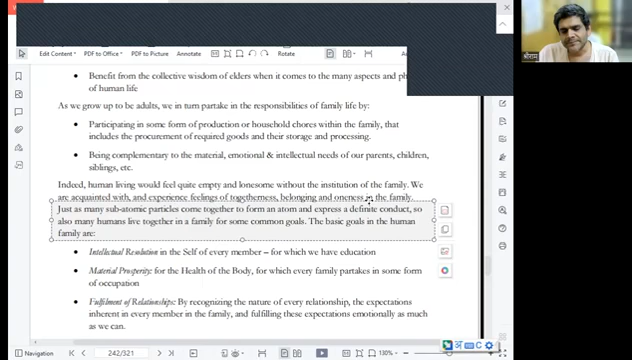 Edit Content PDF to Office PDF to Picture Annotate Rotate
श्रीराम
Benefit from the collective wisdom of elders when it comes to the many aspects and
of human life
As we grow up to be adults, we in turn partake in the responsibilities of family life by:
Participating in some form of production or household chores within the family, that
includes the procurement of required goods and their storage and processing.
Being complementary to the material, emotional & intellectual needs of our parents, children,
siblings, etc.
Indeed, human living would feel quite empty and lonesome without the institution of the family. We
are acquainted with, and experience feelings of togetherness, belonging and oneness in the family.
Just as many sub-atomic particles come together to form an atom and express a definite conduct, so
also many humans live together in a family for some common goals. The basic goals in the human
family are:
Intellectual Resolution in the Self of every member – for which we have education
Material Prosperity: for the Health of the Body, for which every family partakes in some form
of occupation
Fulfilment of Relationships: By recognizing the nature of every relationship, the expectations
inherent in every member in the family, and fulfilling these expectations emotionally as much
as we can.
242/321 130%